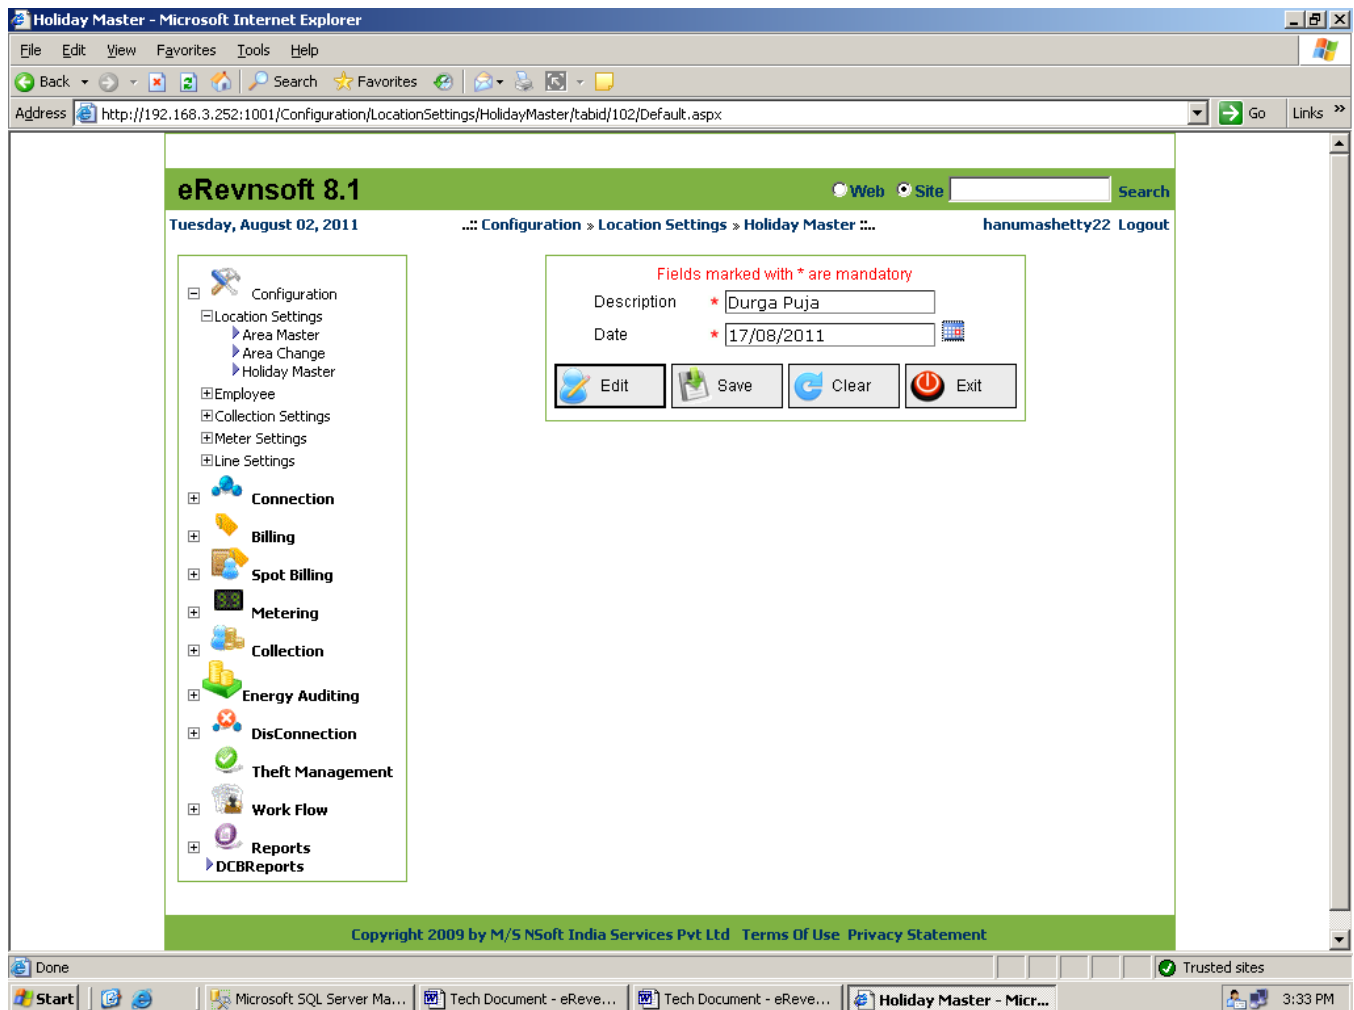 Holiday Master - Microsoft Internet Explorer
File Edit View Favorites Tools Help
Back Search Favorites
Address http://192.168.3.252:1001/Configuration/LocationSettings/HolidayMaster/tabid/102/Default.aspx Go Links »
eRevnsoft 8.1 Web Site Search
Tuesday, August 02, 2011 ..:: Configuration » Location Settings » Holiday Master ::.. hanumashetty22 Logout
Configuration
Location Settings
Area Master
Area Change
Holiday Master
Employee
Collection Settings
Meter Settings
Line Settings
Connection
Billing
Spot Billing
Metering
Collection
Energy Auditing
DisConnection
Theft Management
Work Flow
Reports
DCBReports
Fields marked with * are mandatory
Description * Durga Puja
Date * 17/08/2011
Edit Save Clear Exit
Copyright 2009 by M/S NSoft India Services Pvt Ltd Terms Of Use Privacy Statement
Done Trusted sites
Start Microsoft SQL Server Ma... Tech Document - eReve... Tech Document - eReve... Holiday Master - Micr... 3:33 PM